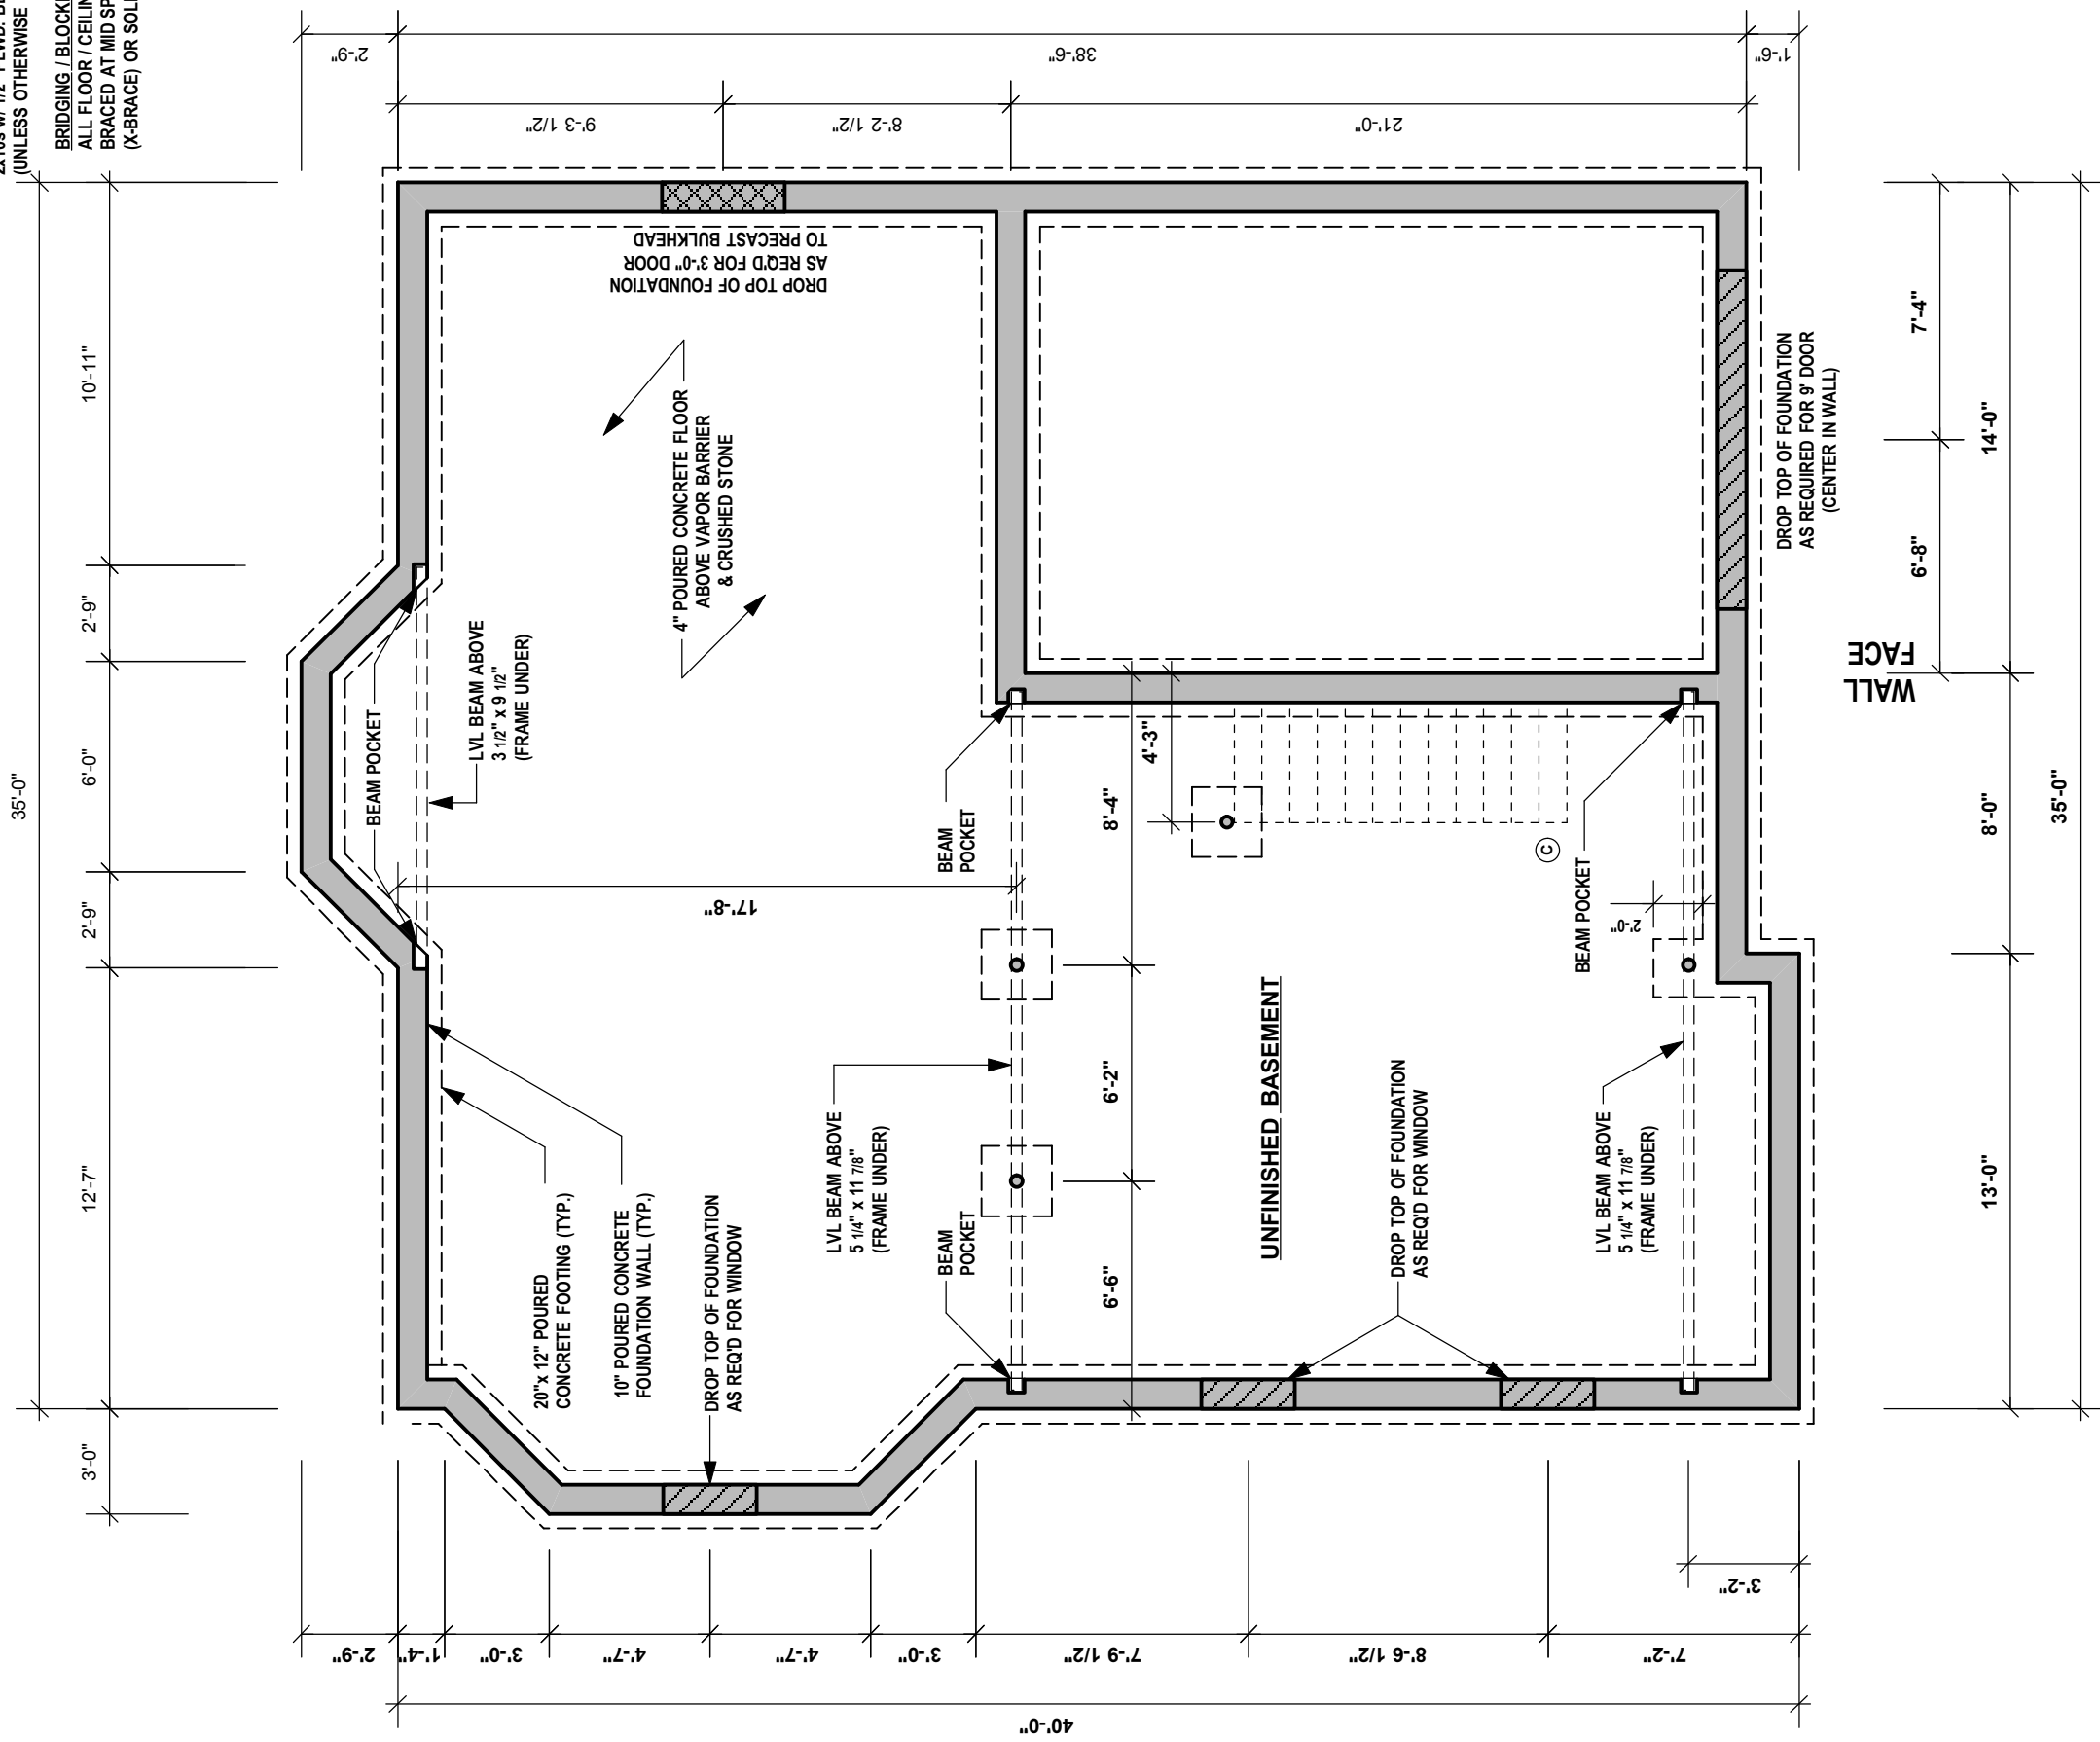 2x10s w/ 1/2" PLWD. B
(UNLESS OTHERWISE
BRIDGING / BLOCKI
ALL FLOOR / CEILIN
BRACED AT MID SP
(X-BRACE) OR SOLI
35'-0"
3'-0"
12'-7"
2'-9"
6'-0"
2'-9"
10'-11"
2'-9"
38'-6"
1'-6"
9'-3 1/2"
8'-2 1/2"
21'-0"
DROP TOP OF FOUNDATION
AS REQ'D FOR 3'-0" DOOR
TO PRECAST BULKHEAD
4" POURED CONCRETE FLOOR
ABOVE VAPOR BARRIER
& CRUSHED STONE
BEAM POCKET
LVL BEAM ABOVE
3 1/2" x 9 1/2"
(FRAME UNDER)
17'-8"
20"x 12" POURED
CONCRETE FOOTING (TYP.)
10" POURED CONCRETE
FOUNDATION WALL (TYP.)
DROP TOP OF FOUNDATION
AS REQ'D FOR WINDOW
LVL BEAM ABOVE
5 1/4" x 11 7/8"
(FRAME UNDER)
BEAM
POCKET
BEAM
POCKET
6'-6"
6'-2"
8'-4"
4'-3"
UNFINISHED BASEMENT
DROP TOP OF FOUNDATION
AS REQ'D FOR WINDOW
C
BEAM POCKET
2'-0"
LVL BEAM ABOVE
5 1/4" x 11 7/8"
(FRAME UNDER)
DROP TOP OF FOUNDATION
AS REQUIRED FOR 9' DOOR
(CENTER IN WALL)
WALL
FACE
6'-8"
7'-4"
13'-0"
8'-0"
14'-0"
35'-0"
2'-9"
1'-4"
3'-0"
4'-7"
4'-7"
3'-0"
7'-9 1/2"
8'-6 1/2"
7'-2"
3'-2"
40'-0"